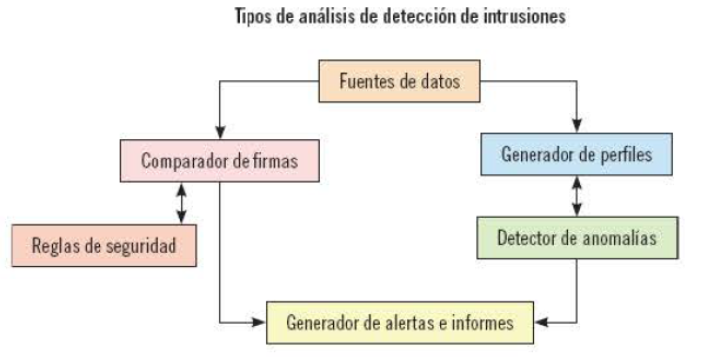 Tipos de análisis de detección de intrusiones
Fuentes de datos
Comparador de firmas
Generador de perfiles
Reglas de seguridad
Detector de anomalías
Generador de alertas e informes